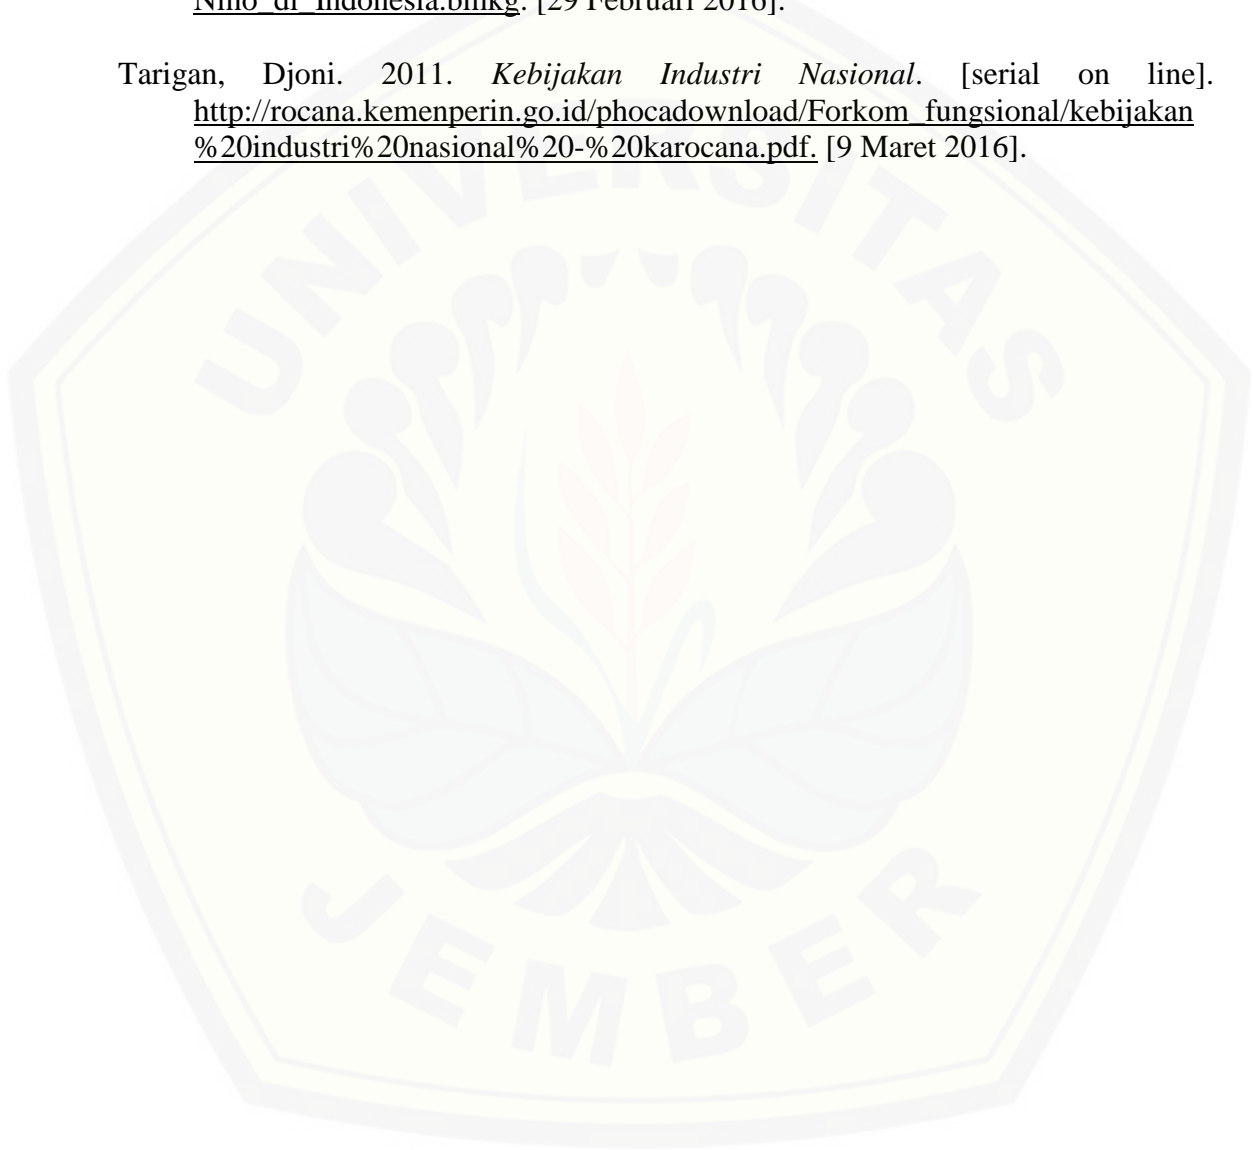 Nino_di_Indonesia.bmkg. [29 Februari 2016].
Tarigan, Djoni. 2011. Kebijakan Industri Nasional. [serial on line].
http://rocana.kemenperin.go.id/phocadownload/Forkom_fungsional/kebijakan
%20industri%20nasional%20-%20karocana.pdf. [9 Maret 2016].
UNIVERSITAS
JEMBER